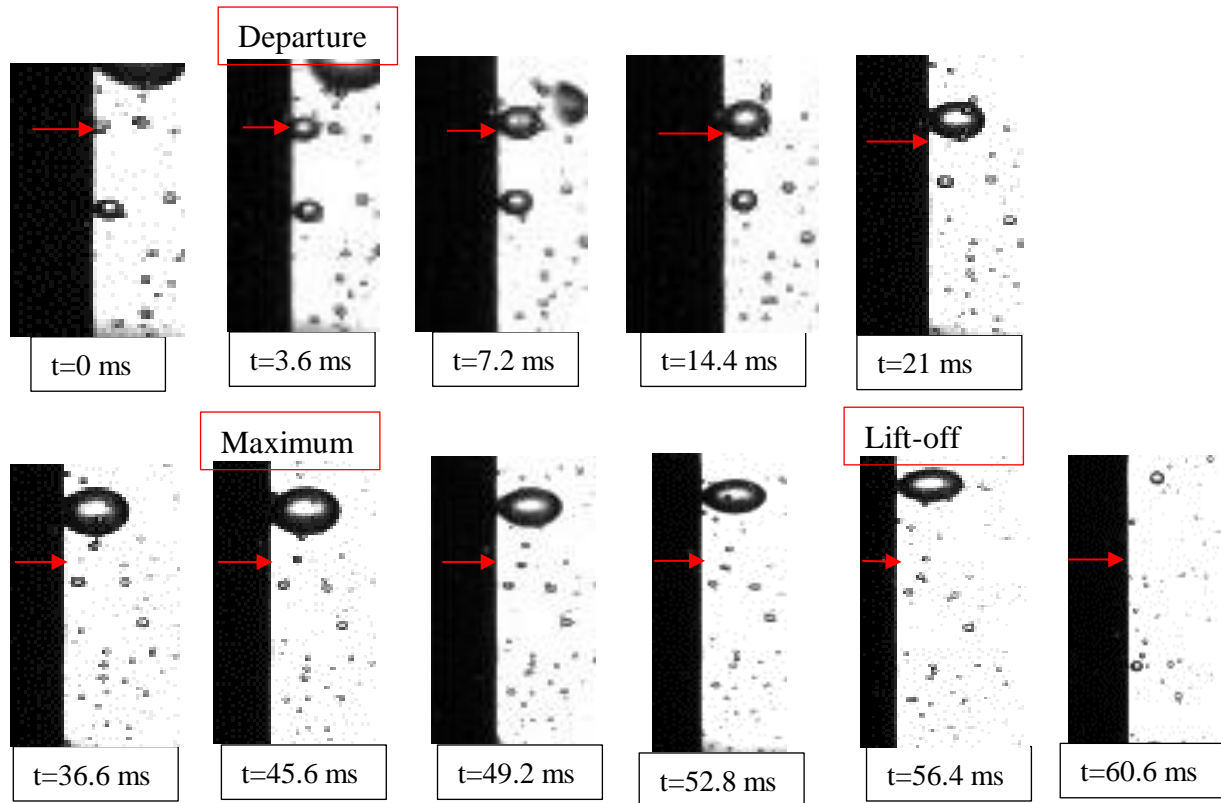 Departure
t=0 ms
t=3.6 ms
t=7.2 ms
t=14.4 ms
t=21 ms
Maximum
Lift-off
t=36.6 ms
t=45.6 ms
t=49.2 ms
t=52.8 ms
t=56.4 ms
t=60.6 ms